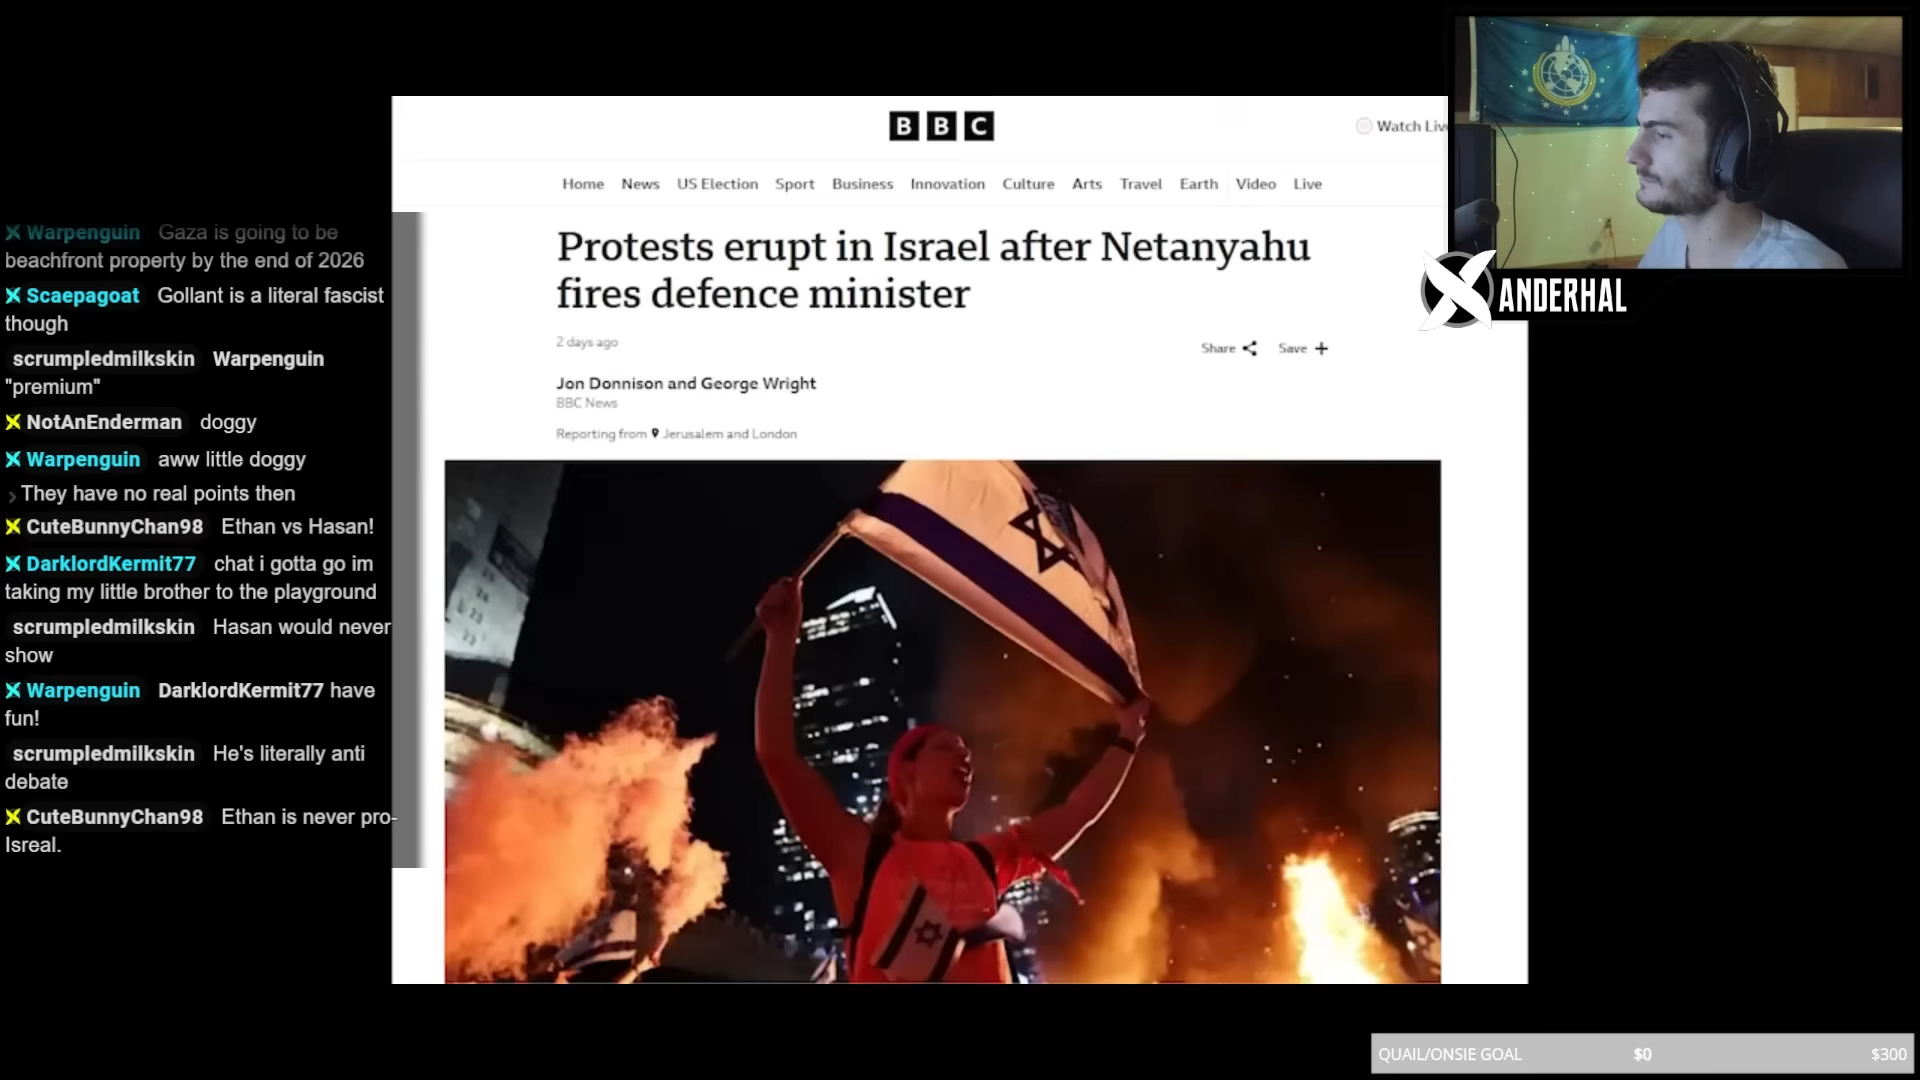 BBC
Watch Liv
Home News US Election Sport Business Innovation Culture Arts Travel Earth Video Live
Protests erupt in Israel after Netanyahu
fires defence minister
2 days ago
Share Save +
Jon Donnison and George Wright
BBC News
Reporting from Jerusalem and London
ANDERHAL
Warpenguin Gaza is going to be
beachfront property by the end of 2026
Scaepagoat Gollant is a literal fascist
though
scrumpledmilkskin Warpenguin
"premium"
NotAnEnderman doggy
Warpenguin aww little doggy
They have no real points then
CuteBunnyChan98 Ethan vs Hasan!
DarklordKermit77 chat i gotta go im
taking my little brother to the playground
scrumpledmilkskin Hasan would never
show
Warpenguin DarklordKermit77 have
fun!
scrumpledmilkskin He's literally anti
debate
CuteBunnyChan98 Ethan is never pro-
Isreal.
QUAIL/ONSIE GOAL $0 $300